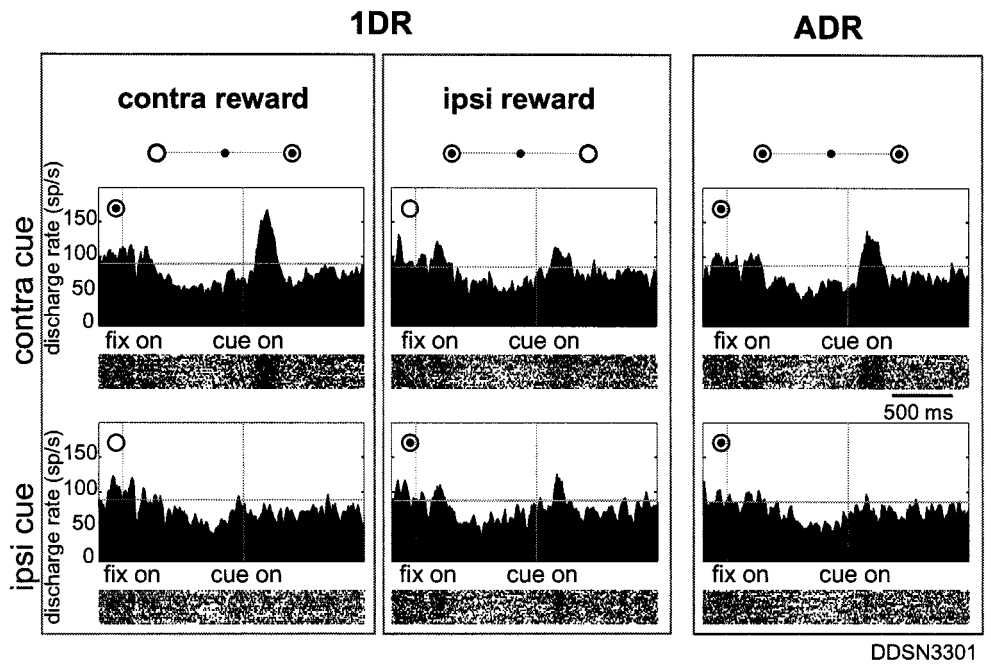 1DR
ADR
contra reward
ipsi reward
contra cue
discharge rate (sp/s)
150
100
50
0
fix on
cue on
fix on
cue on
fix on
cue on
500 ms
ipsi cue
discharge rate (sp/s)
150
100
50
0
fix on
cue on
fix on
cue on
fix on
cue on
DDSN3301